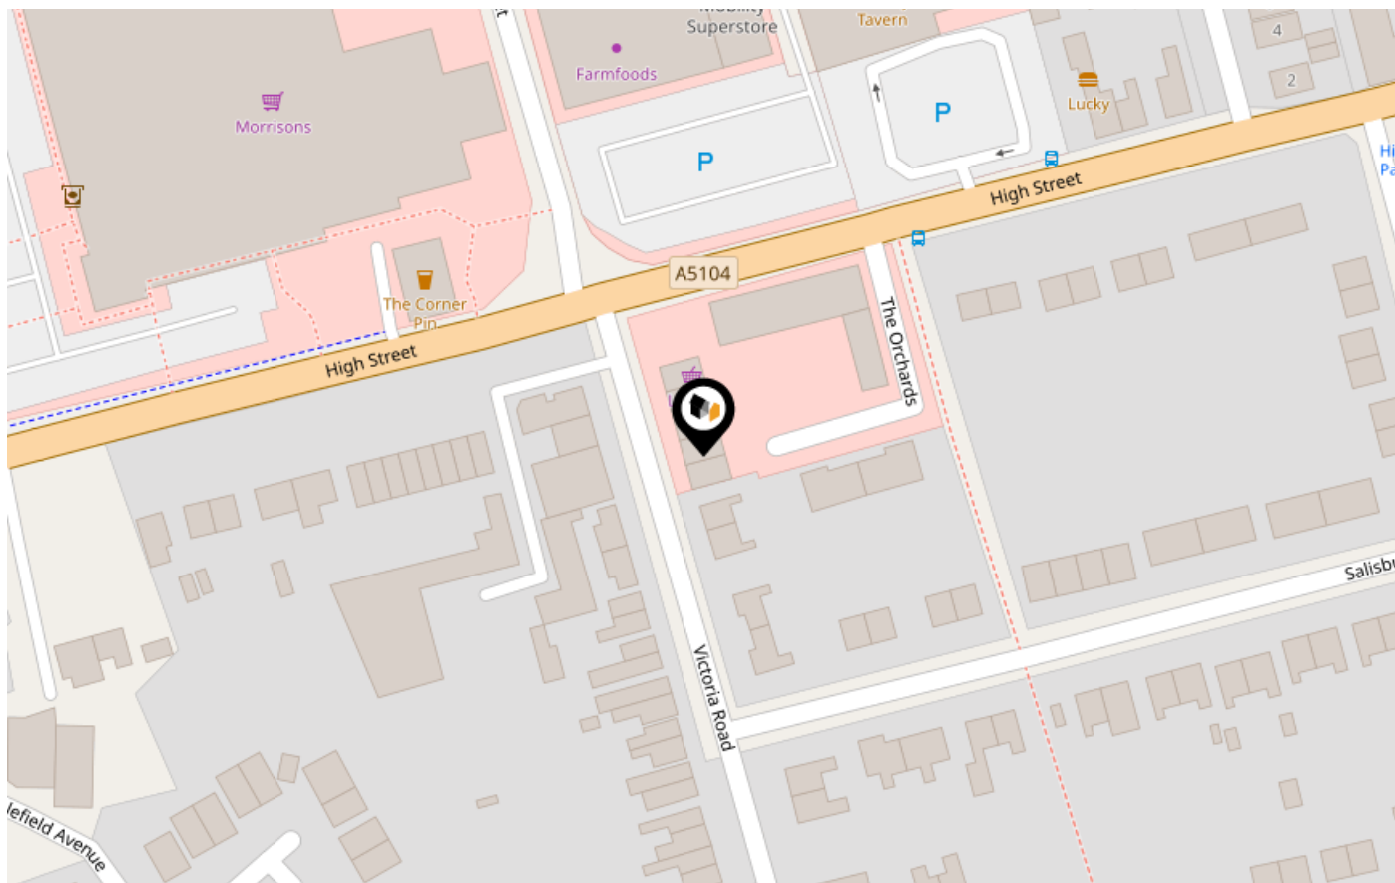 Superstore
Tavern
4
Farmfoods
2
Lucky
P
Morrisons
P
High Street
A5104
The Corner
Pin
The Orchards
High Street
Victoria Road
lefield Avenue